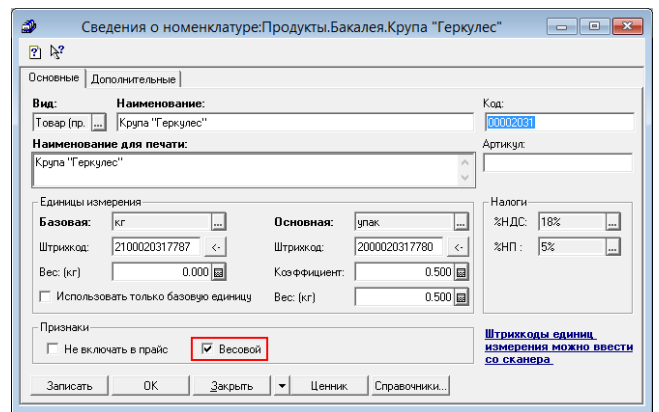 Сведения о номенклатуре:Продукты.Бакалея.Крупа "Геркулес"
Основные Дополнительные
Вид: Наименование: Код:
Товар (пр. ... Крупа "Геркулес" 00002031
Наименование для печати: Артикул:
Крупа "Геркулес"
Единицы измерения Налоги
Базовая: кг ... Основная: упак ... %НДС: 18% ...
Штрихкод: 2100020317787 <- Штрихкод: 2000020317780 <- %НП : 5% ...
Вес: (кг) 0.000 Коэффициент: 0.500
Использовать только базовую единицу Вес: (кг) 0.500
Признаки
Не включать в прайс Весовой
Штрихкоды единиц
измерения можно ввести
со сканера
Записать OK Закрыть Ценник Справочники...